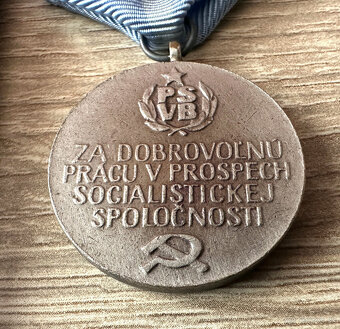 PS
VB
ZA DOBROVOĽNÚ
PRÁCU V PROSPECH
SOCIALISTICKEJ
SPOLOČNOSTI